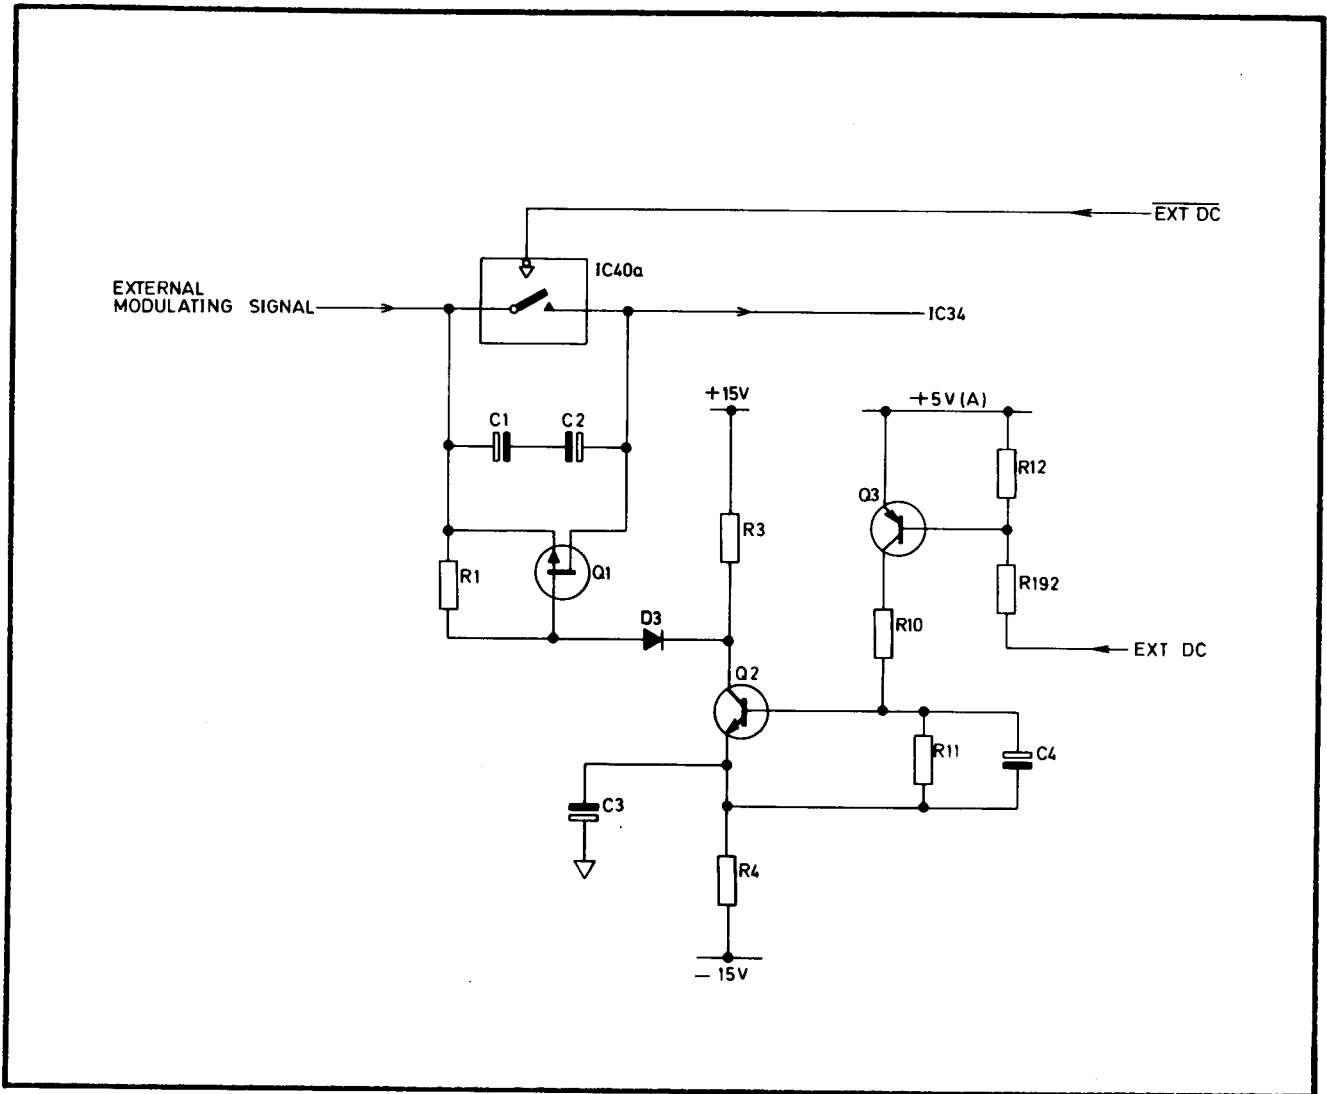 EXT DC
IC40a
EXTERNAL
MODULATING SIGNAL
IC34
+15V
+5V(A)
C1
C2
R12
Q3
R3
R1
Q1
R192
D3
R10
EXT DC
Q2
R11
C4
C3
R4
— 15V